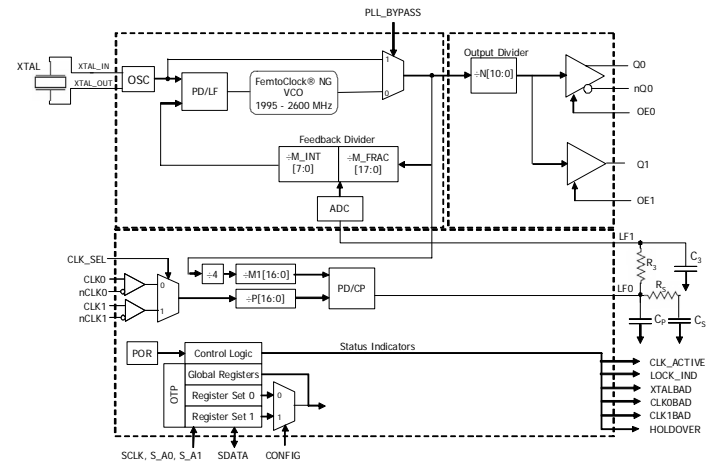 PLL_BYPASS
XTAL
XTAL_IN
XTAL_OUT
OSC
PD/LF
FemtoClock® NG
VCO
1995 - 2600 MHz
1
0
Output Divider
÷N[10:0]
Q0
nQ0
OE0
Q1
OE1
Feedback Divider
÷M_INT
[7:0]
÷M_FRAC
[17:0]
ADC
LF1
CLK_SEL
CLK0
nCLK0
CLK1
nCLK1
0
1
÷4
÷M1[16:0]
÷P[16:0]
PD/CP
LF0
R3
C3
RS
CP
CS
POR
Control Logic
Status Indicators
OTP
Global Registers
Register Set 0
Register Set 1
0
1
CLK_ACTIVE
LOCK_IND
XTALBAD
CLK0BAD
CLK1BAD
HOLDOVER
SCLK, S_A0, S_A1
SDATA
CONFIG